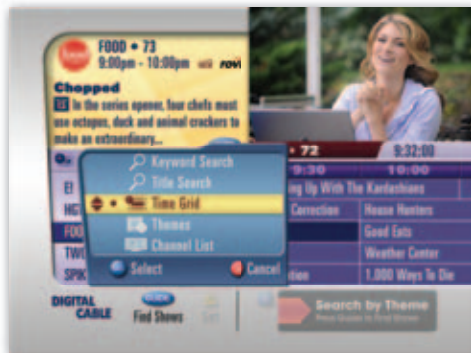 food
FOOD • 73
9:00pm - 10:00pm
rovi
Chopped
In the series opener, four chefs must
use octopus, duck and animal crackers to
make an extraordinary...
72
9:32:00
Keyword Search
Title Search
Time Grid
Themes
Channel List
Select
Cancel
9:30
10:00
E!
ng Up With The Kardashians
Correction
House Hunters
FOO
Good Eats
TWC
Weather Center
SPIK
1,000 Ways To Die
DIGITAL
CABLE
GUIDE
Find Shows
Search by Theme